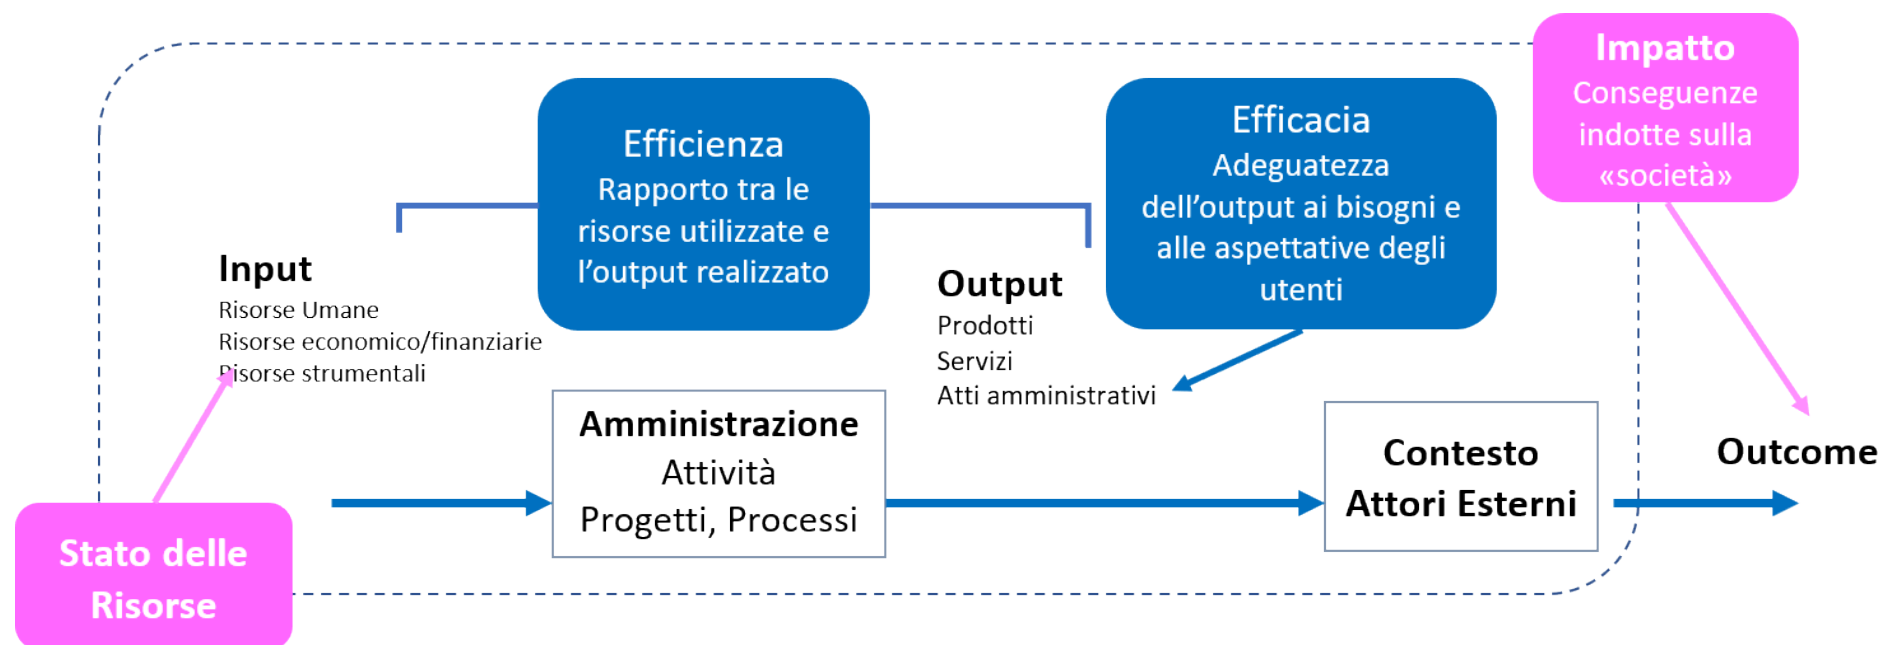 Impatto
Conseguenze
indotte sulla
«società»
Efficienza
Rapporto tra le
risorse utilizzate e
l’output realizzato
Efficacia
Adeguatezza
dell’output ai bisogni e
alle aspettative degli
utenti
Input
Risorse Umane
Risorse economico/finanziarie
Risorse strumentali
Output
Prodotti
Servizi
Atti amministrativi
Amministrazione
Attività
Progetti, Processi
Contesto
Attori Esterni
Outcome
Stato delle
Risorse